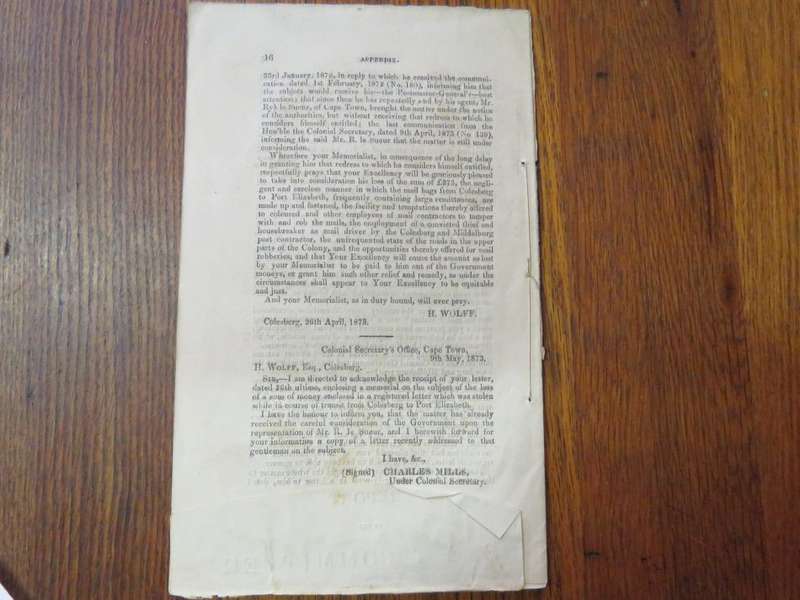 16 APPENDIX.
23rd January, 1872, in reply to which he received the communi-
cation dated 1st February, 1872 (No. 180), informing him that
the subject would receive his—the Postmaster-General's—best
attention; that since then he has repeatedly and by his agent, Mr.
Ryk le Sueur, of Cape Town, brought the matter under the notice
of the authorities, but without receiving that redress to which he
considers himself entitled; the last communication from the
Hon'ble the Colonial Secretary, dated 9th April, 1873 (No 139),
informing the said Mr. R. le Sueur that the matter is still under
consideration.
Wherefore your Memorialist, in consequence of the long delay
in granting him that redress to which he considers himself entitled,
respectfully prays that your Excellency will be graciously pleased
to take into consideration his loss of the sum of £375, the negli-
gent and careless manner in which the mail bags from Colesberg
to Port Elizabeth, frequently containing large remittances, are
made up and fastened, the facility and temptations thereby offered
to coloured and other employees of mail contractors to tamper
with and rob the mails, the employment of a convicted thief and
housebreaker as mail driver by the Colesberg and Middelburg
post contractor, the unfrequented state of the roads in the upper
parts of the Colony, and the opportunities thereby offered for mail
robberies; and that Your Excellency will cause the amount so lost
by your Memorialist to be paid to him out of the Government
moneys, or grant him such other relief and remedy, as under the
circumstances shall appear to Your Excellency to be equitable
and just.
And your Memorialist, as in duty bound, will ever pray.
H. WOLFF.
Colesberg, 26th April, 1873.
Colonial Secretary's Office, Cape Town,
9th May, 1873.
H. WOLFF, Esq., Colesberg.
SIR,—I am directed to acknowledge the receipt of your letter,
dated 26th ultimo, enclosing a memorial on the subject of the loss
of a sum of money enclosed in a registered letter which was stolen
while in course of transit from Colesberg to Port Elizabeth.
I have the honour to inform you, that the matter has already
received the careful consideration of the Government upon the
representation of Mr. R. le Sueur, and I herewith forward for
your information a copy of a letter recently addressed to that
gentleman on the subject.
I have, &c.,
(Signed) CHARLES MILLS,
Under Colonial Secretary.